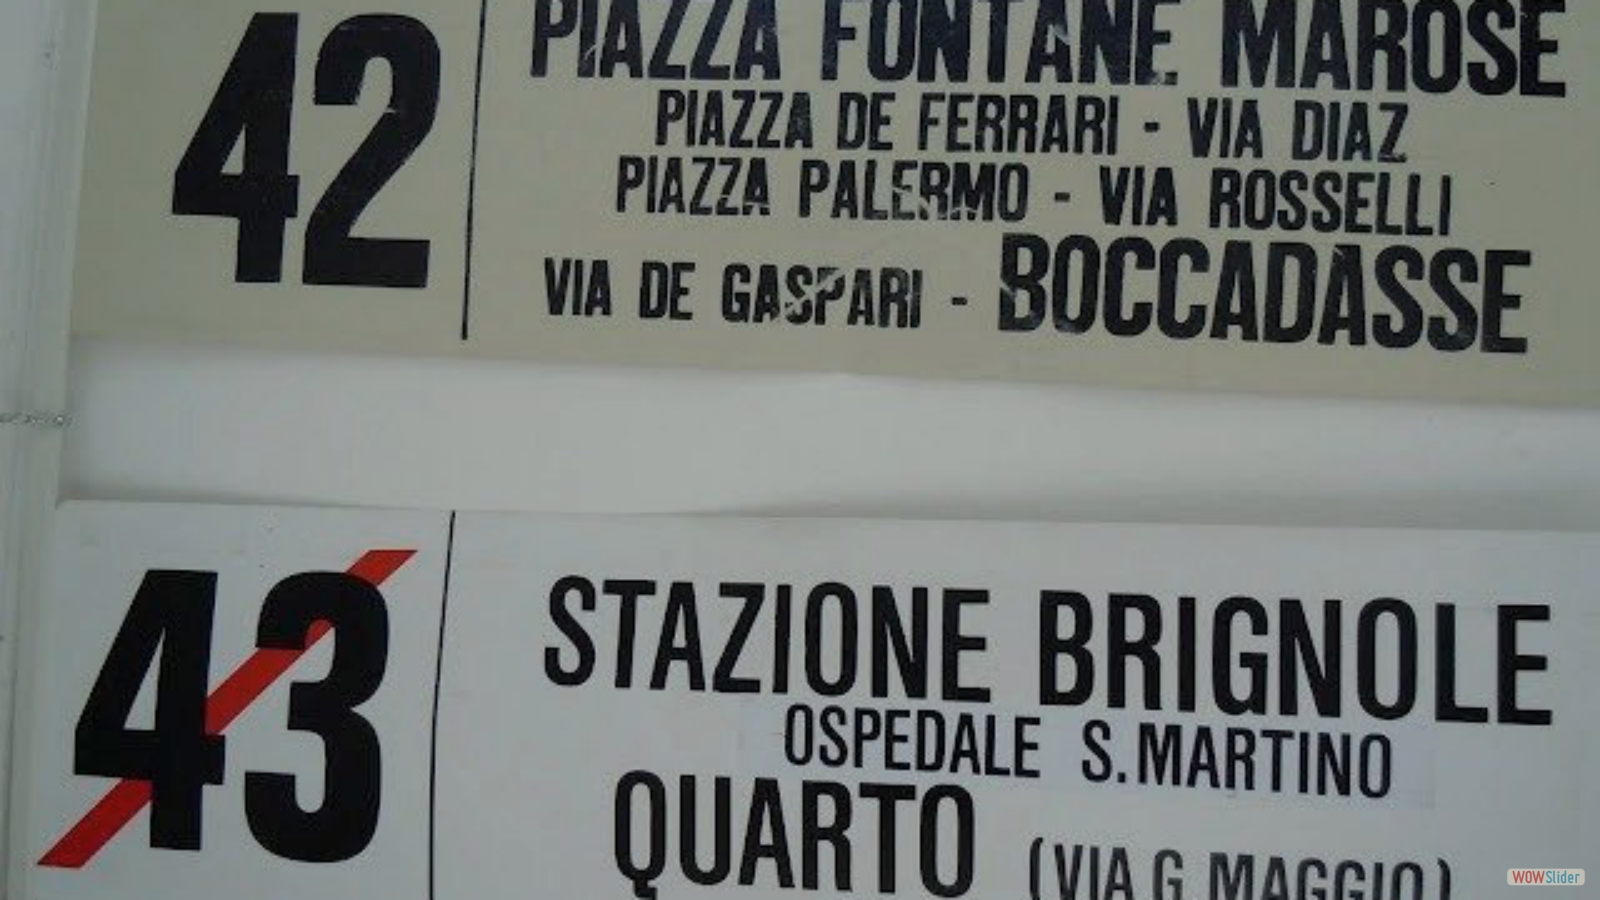 42
PIAZZA FONTANE MAROSE
PIAZZA DE FERRARI - VIA DIAZ
PIAZZA PALERMO - VIA ROSSELLI
VIA DE GASPARI - BOCCADASSE
43
STAZIONE BRIGNOLE
OSPEDALE S.MARTINO
QUARTO (VIA G.MAGGIO)
WOWSlider